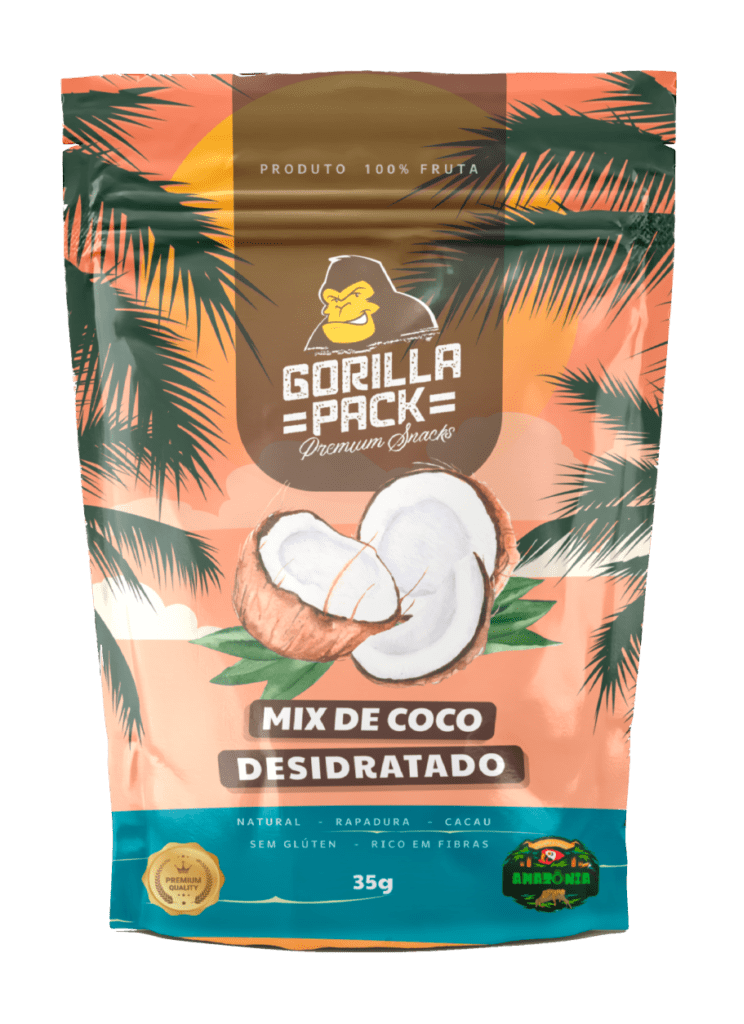 PRODUTO 100% FRUTA
GORILLA
=PACK=
Premium Snacks
MIX DE COCO
DESIDRATADO
NATURAL - RAPADURA - CACAU
SEM GLÚTEN - RICO EM FIBRAS
35g
PREMIUM
QUALITY
AMAZÔNIA